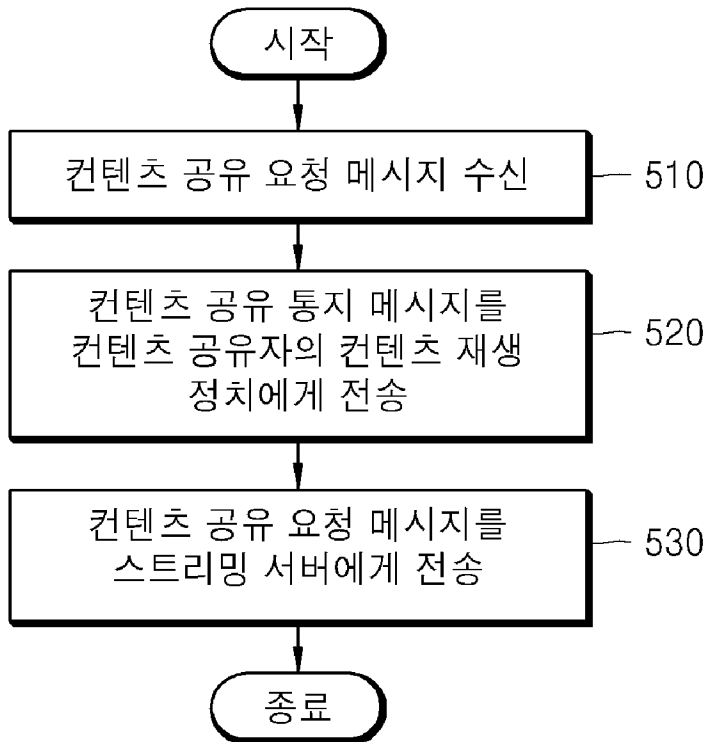 시작
컨텐츠 공유 요청 메시지 수신
510
컨텐츠 공유 통지 메시지를
컨텐츠 공유자의 컨텐츠 재생
정치에게 전송
520
컨텐츠 공유 요청 메시지를
스트리밍 서버에게 전송
530
종료